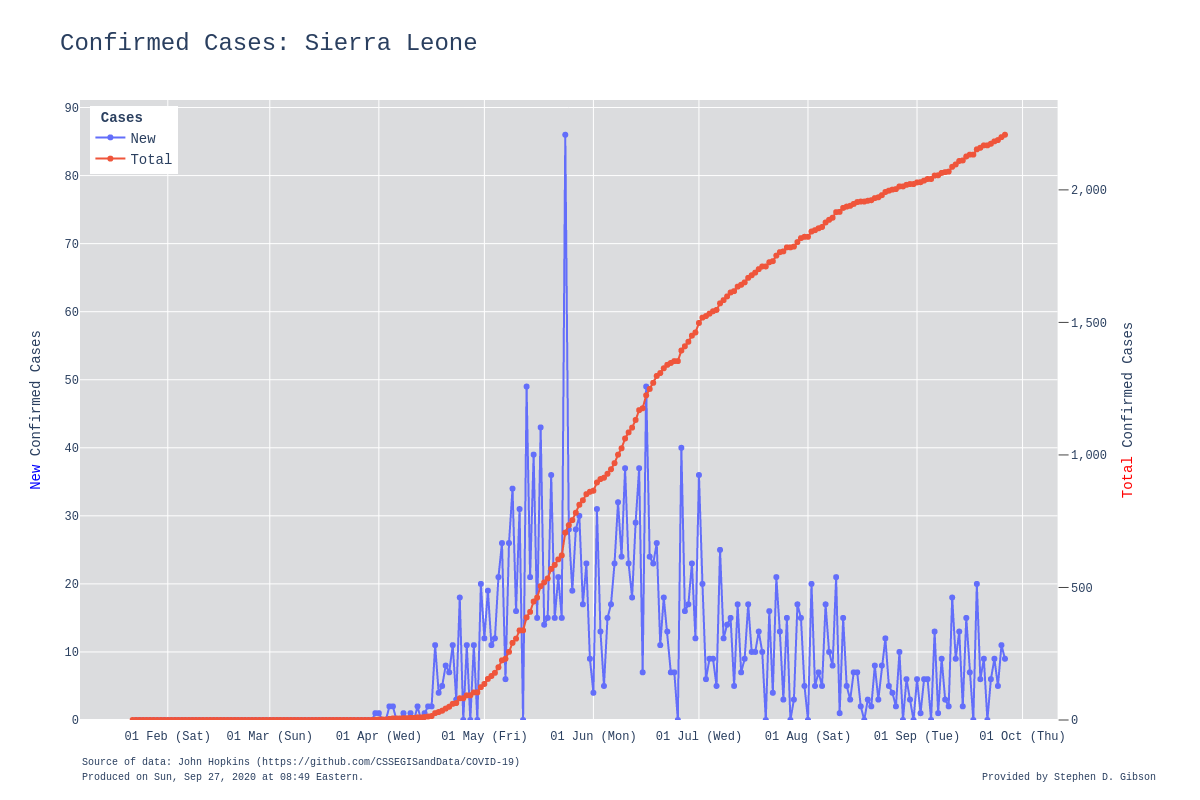 Confirmed Cases: Sierra Leone
Cases
New
Total
90
80
70
60
50
40
30
20
10
0
New Confirmed Cases
2,000
1,500
1,000
500
0
Total Confirmed Cases
01 Feb (Sat) 01 Mar (Sun) 01 Apr (Wed) 01 May (Fri) 01 Jun (Mon) 01 Jul (Wed) 01 Aug (Sat) 01 Sep (Tue) 01 Oct (Thu)
Source of data: John Hopkins (https://github.com/CSSEGISandData/COVID-19)
Produced on Sun, Sep 27, 2020 at 08:49 Eastern.
Provided by Stephen D. Gibson